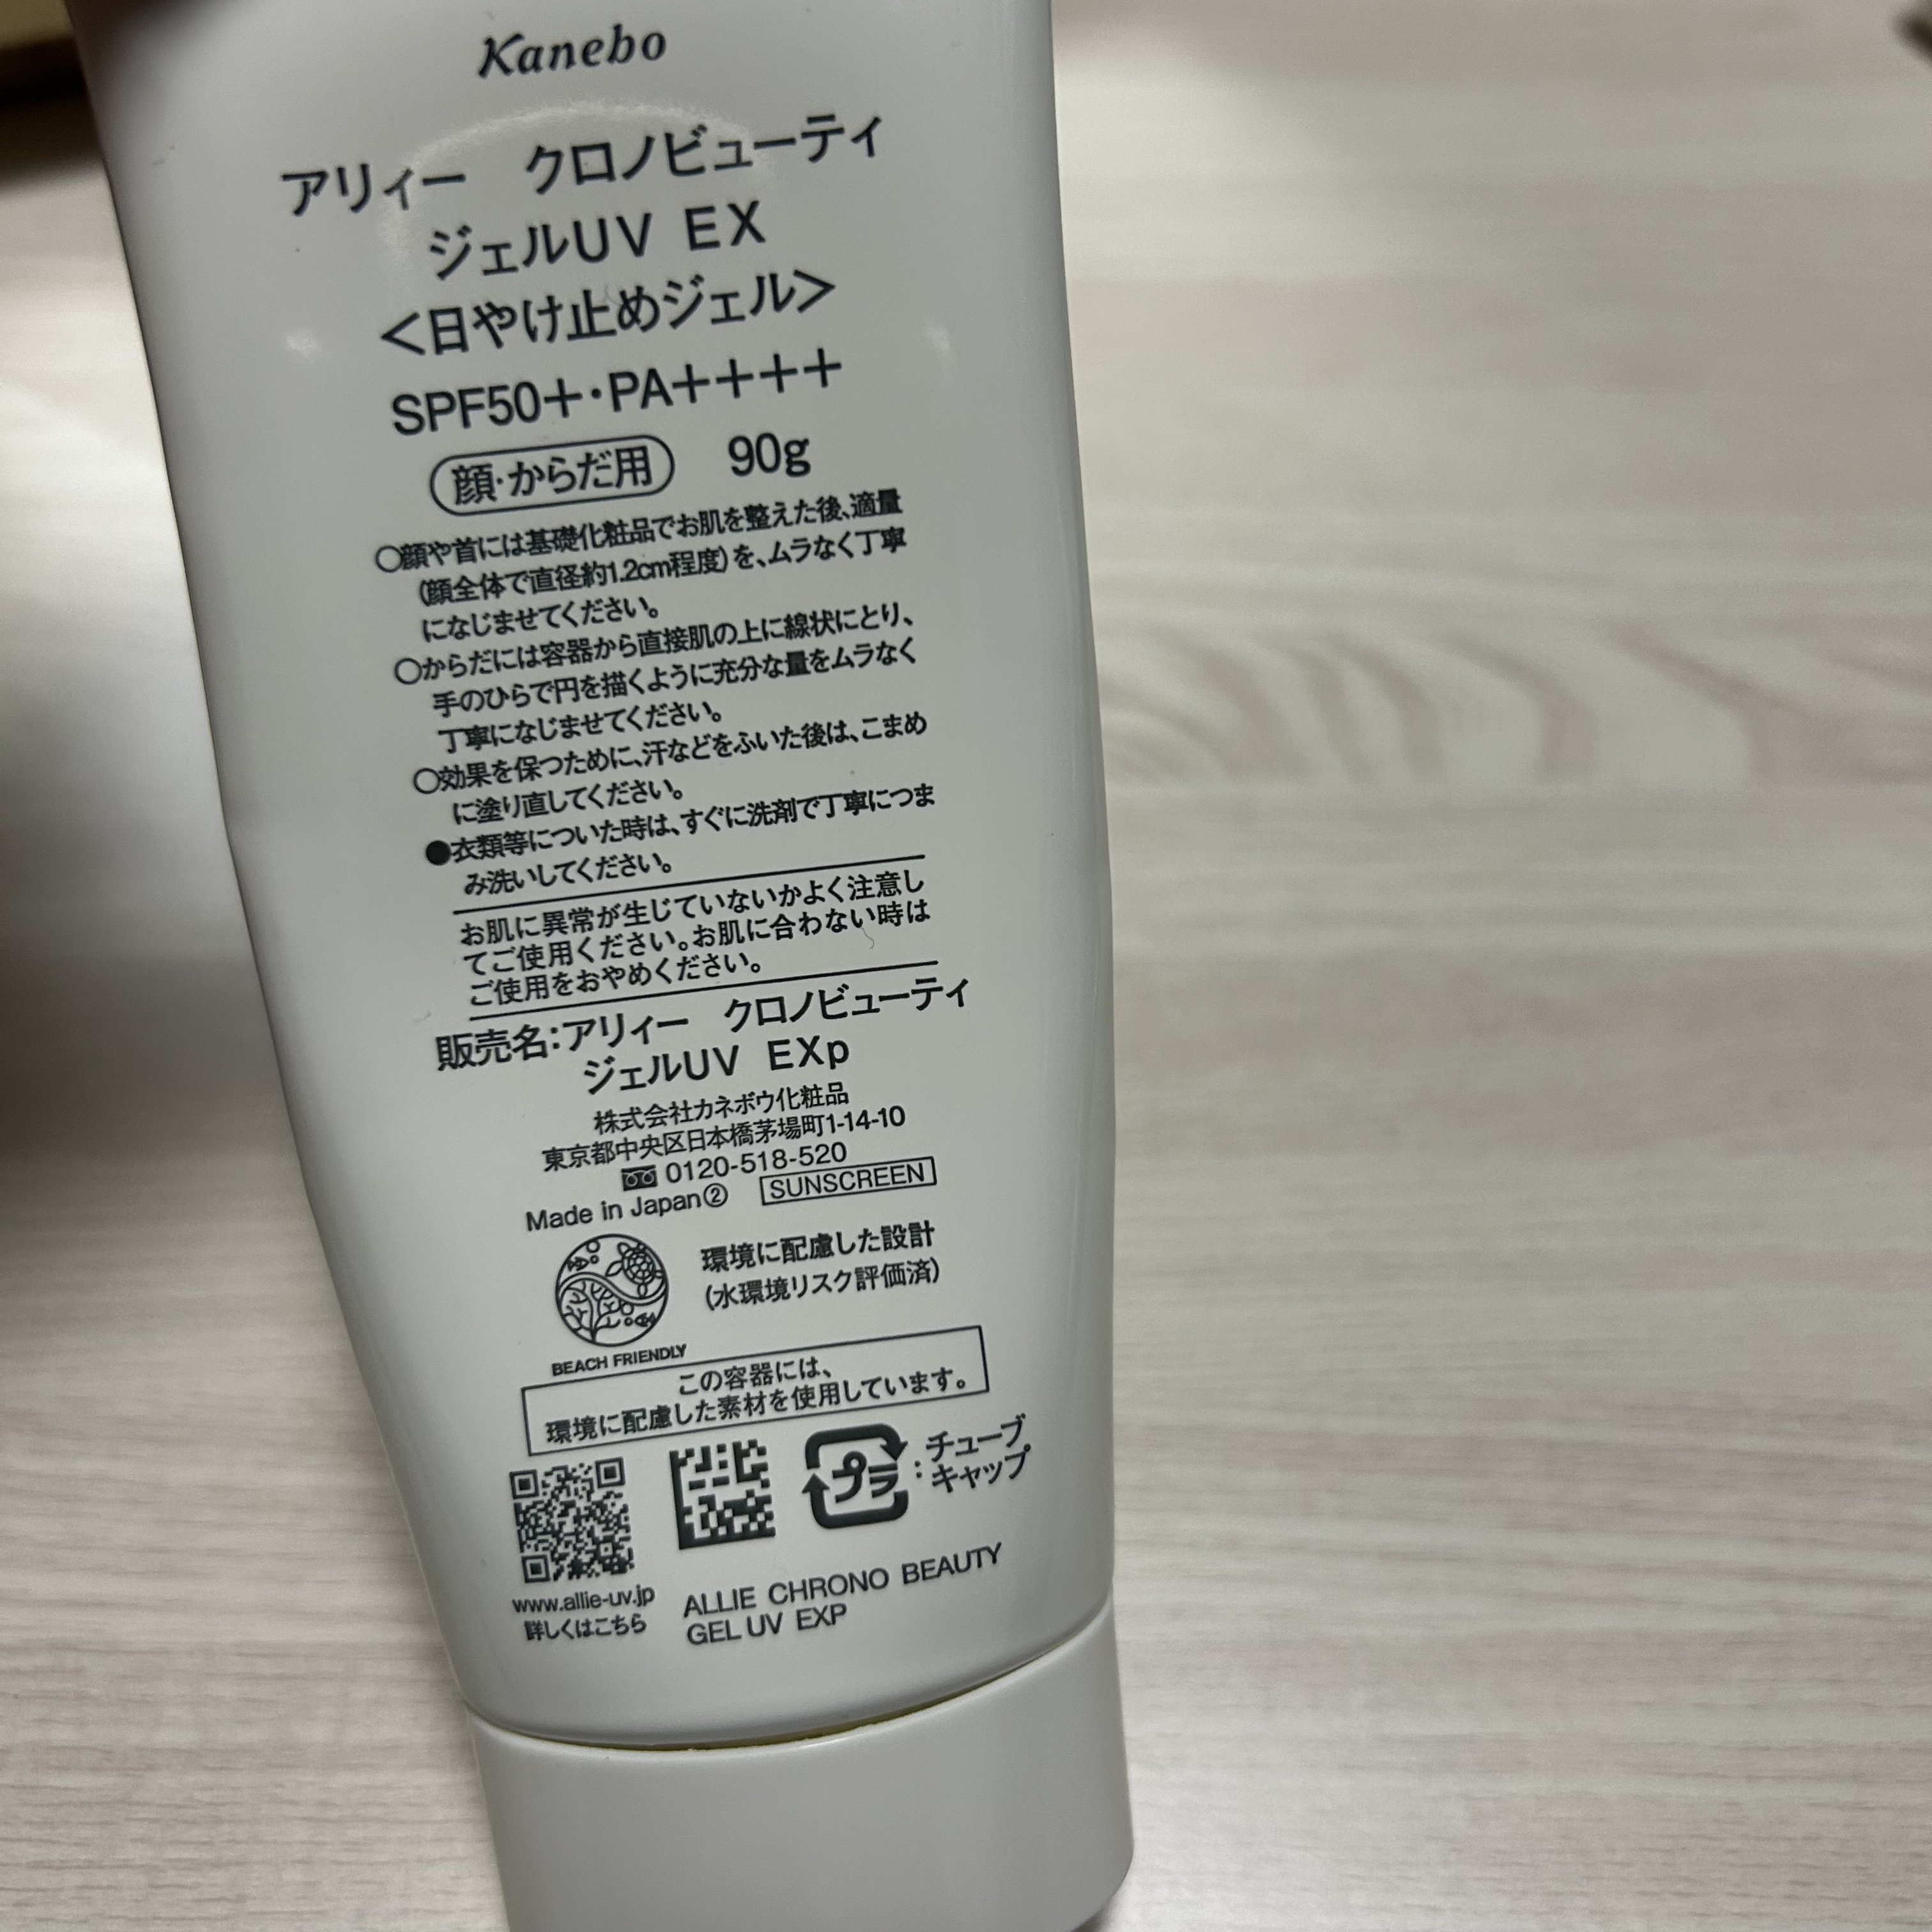 Kanebo
アリィー クロノビューティ
ジェルUV EX
<日やけ止めジェル>
SPF50+・PA++++
顔・からだ用 90g
○顔や首には基礎化粧品でお肌を整えた後、適量
(顔全体で直径約1.2cm程度)を、ムラなく丁寧
になじませてください。
○からだには容器から直接肌の上に線状にとり、
手のひらで円を描くように充分な量をムラなく
丁寧になじませてください。
○効果を保つために、汗などをふいた後は、こまめ
に塗り直してください。
●衣類等についた時は、すぐに洗剤で丁寧につま
み洗いしてください。
お肌に異常が生じていないかよく注意し
てご使用ください。お肌に合わない時は
ご使用をおやめください。
販売名:アリィー クロノビューティ
ジェルUV EXp
株式会社カネボウ化粧品
東京都中央区日本橋茅場町1-14-10
0120-518-520
Made in Japan② SUNSCREEN
環境に配慮した設計
(水環境リスク評価済)
BEACH FRIENDLY
この容器には、
環境に配慮した素材を使用しています。
プラ : チューブ
キャップ
www.allie-uv.jp
詳しくはこちら
ALLIE CHRONO BEAUTY
GEL UV EXP